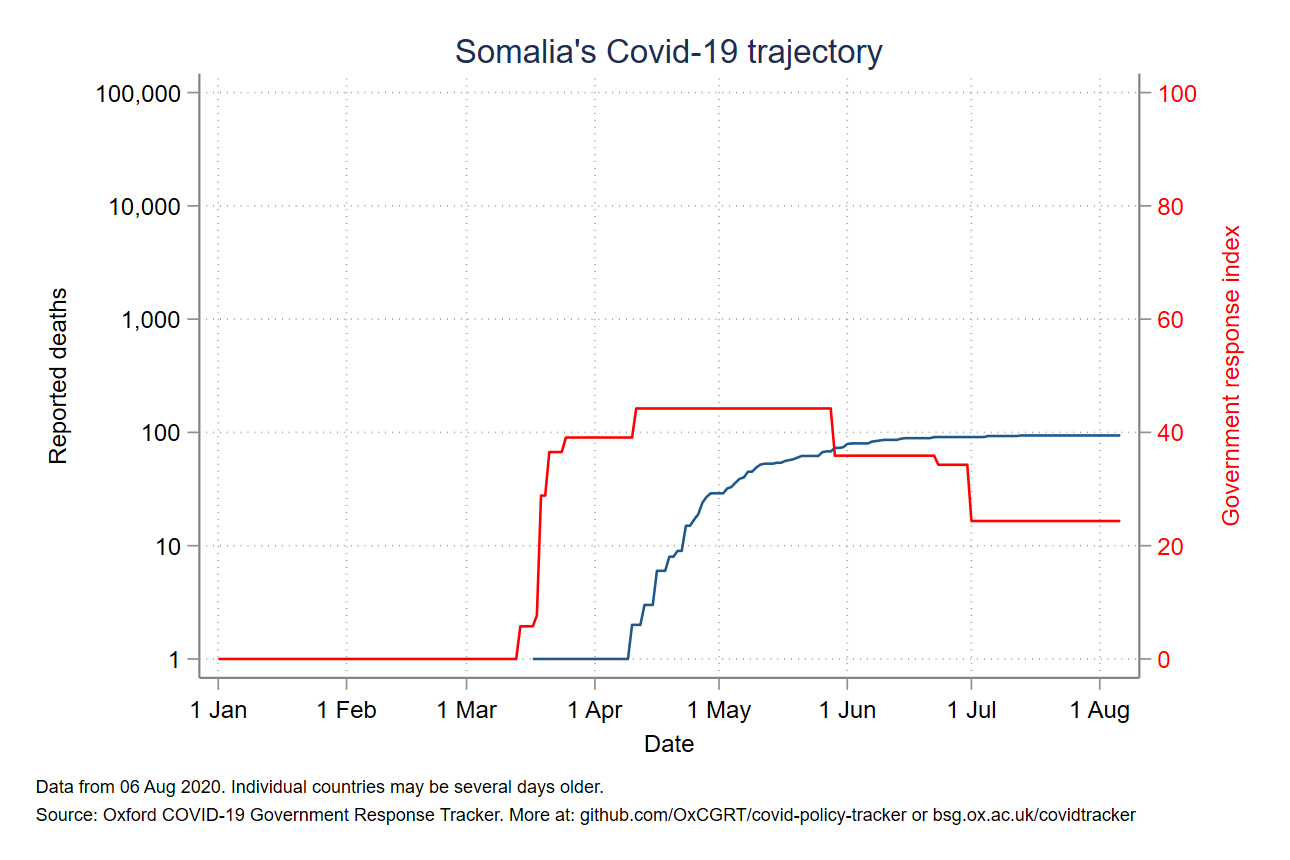 Somalia's Covid-19 trajectory
100,000
10,000
1,000
100
10
1
Reported deaths
100
80
60
40
20
0
Government response index
1 Jan
1 Feb
1 Mar
1 Apr
1 May
1 Jun
1 Jul
1 Aug
Date
Data from 06 Aug 2020. Individual countries may be several days older.
Source: Oxford COVID-19 Government Response Tracker. More at: github.com/OxCGRT/covid-policy-tracker or bsg.ox.ac.uk/covidtracker